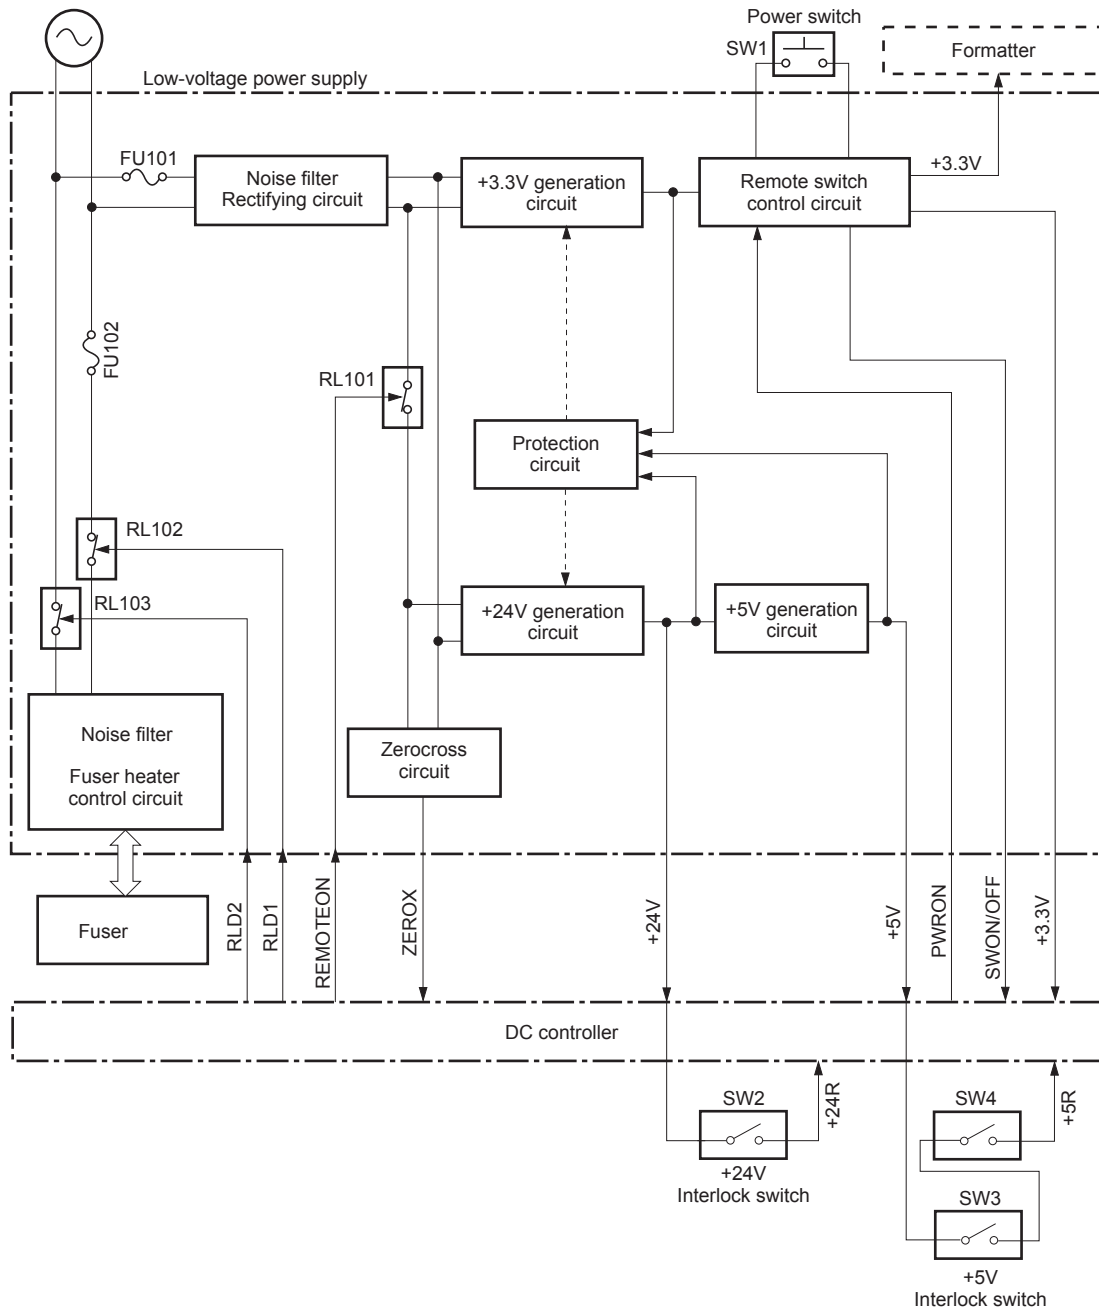 Power switch
SW1
Formatter
Low-voltage power supply
FU101
Noise filter
Rectifying circuit
+3.3V generation
circuit
Remote switch
control circuit
+3.3V
FU102
RL101
Protection
circuit
RL102
RL103
+24V generation
circuit
+5V generation
circuit
Noise filter
Fuser heater
control circuit
Zerocross
circuit
Fuser
RLD2
RLD1
REMOTEON
ZEROX
+24V
+5V
PWRON
SWON/OFF
+3.3V
DC controller
SW2
+24R
SW4
+5R
+24V
Interlock switch
SW3
+5V
Interlock switch